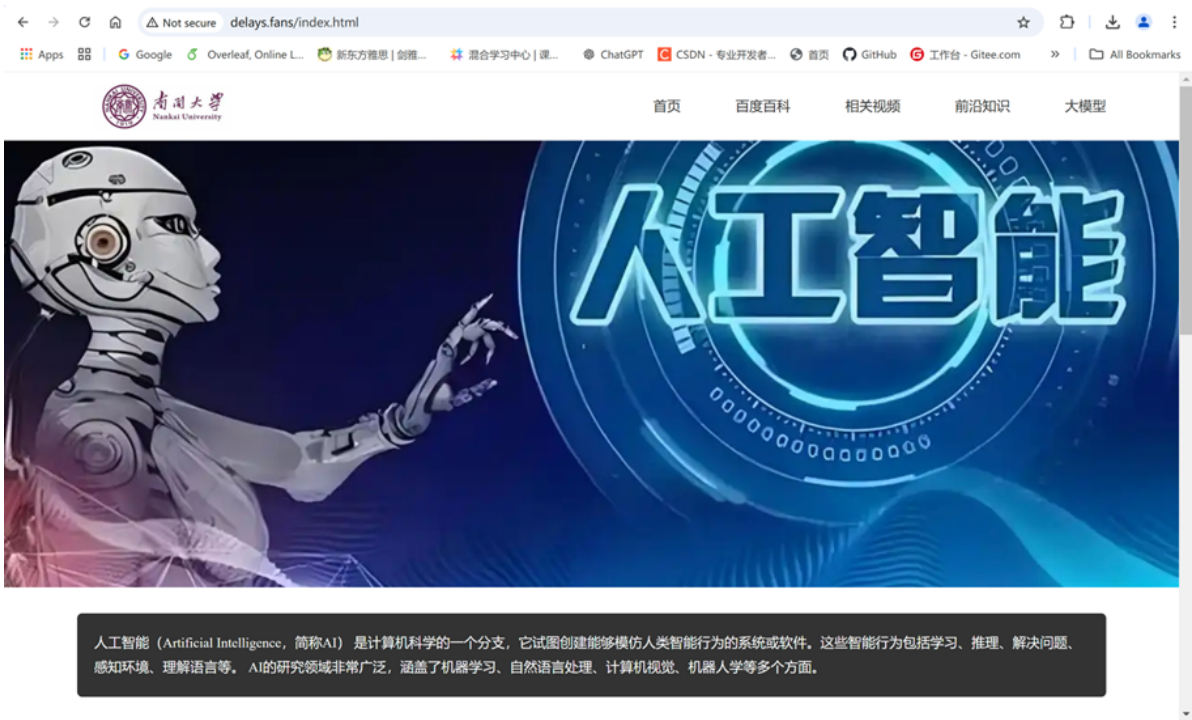 Not secure delays.fans/index.html
Apps Google Overleaf, Online L... 新东方雅思 | 剑雅... 混合学习中心 | 课... ChatGPT CSDN - 专业开发者... 首页 GitHub 工作台 - Gitee.com » All Bookmarks
南開大學
Nankai University
首页 百度百科 相关视频 前沿知识 大模型
人工智能
人工智能（Artificial Intelligence，简称AI） 是计算机科学的一个分支，它试图创建能够模仿人类智能行为的系统或软件。这些智能行为包括学习、推理、解决问题、
感知环境、理解语言等。 AI的研究领域非常广泛，涵盖了机器学习、自然语言处理、计算机视觉、机器人学等多个方面。